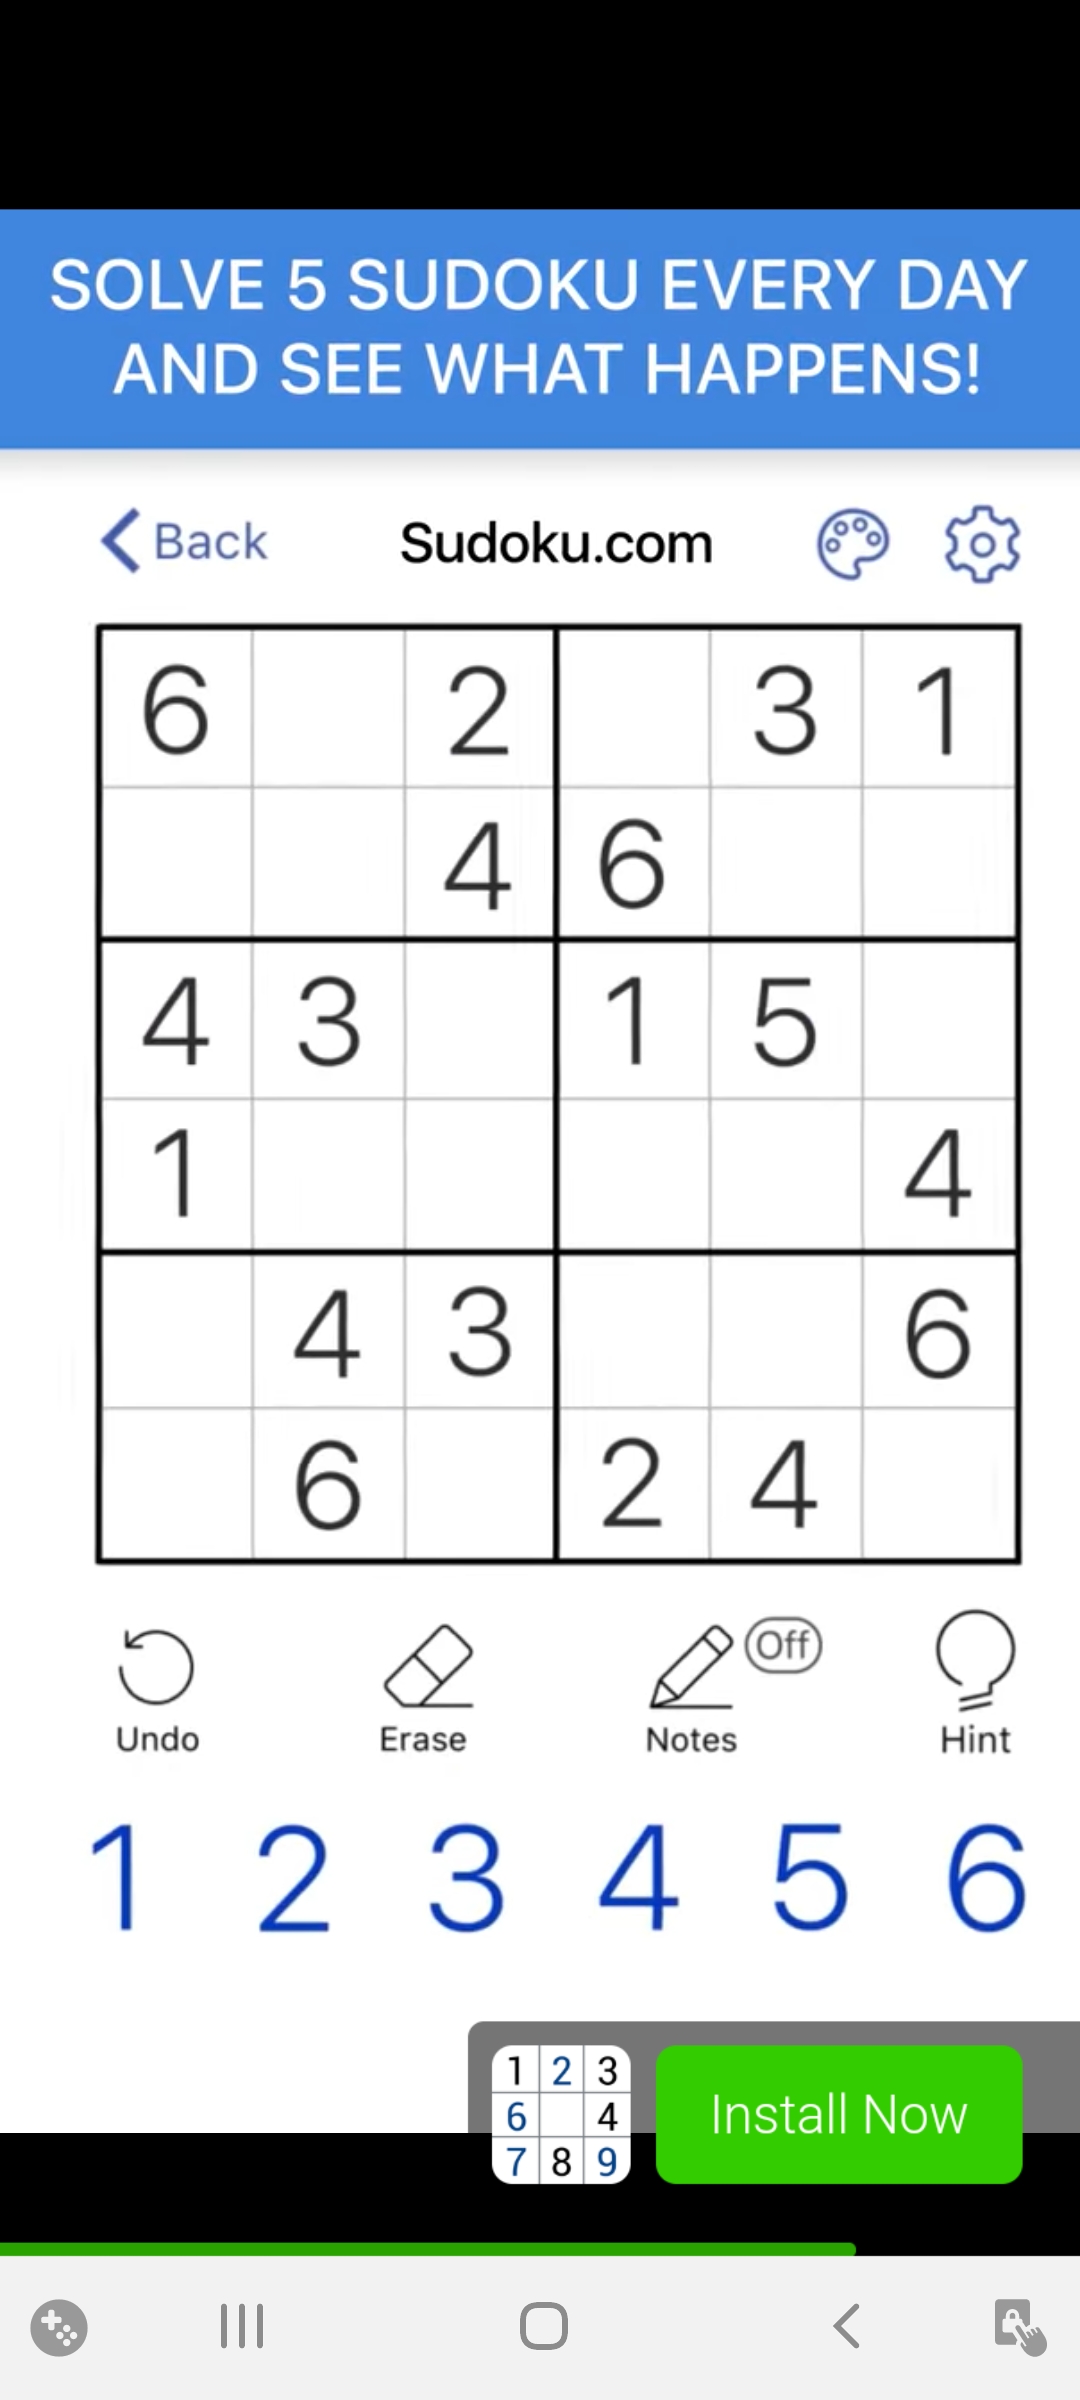 SOLVE 5 SUDOKU EVERY DAY
AND SEE WHAT HAPPENS!
Back Sudoku.com
6 2 3 1
4 6
4 3 1 5
1 4
4 3 6
6 2 4
Off
Undo Erase Notes Hint
1 2 3 4 5 6
1 2 3
6 4
7 8 9
Install Now